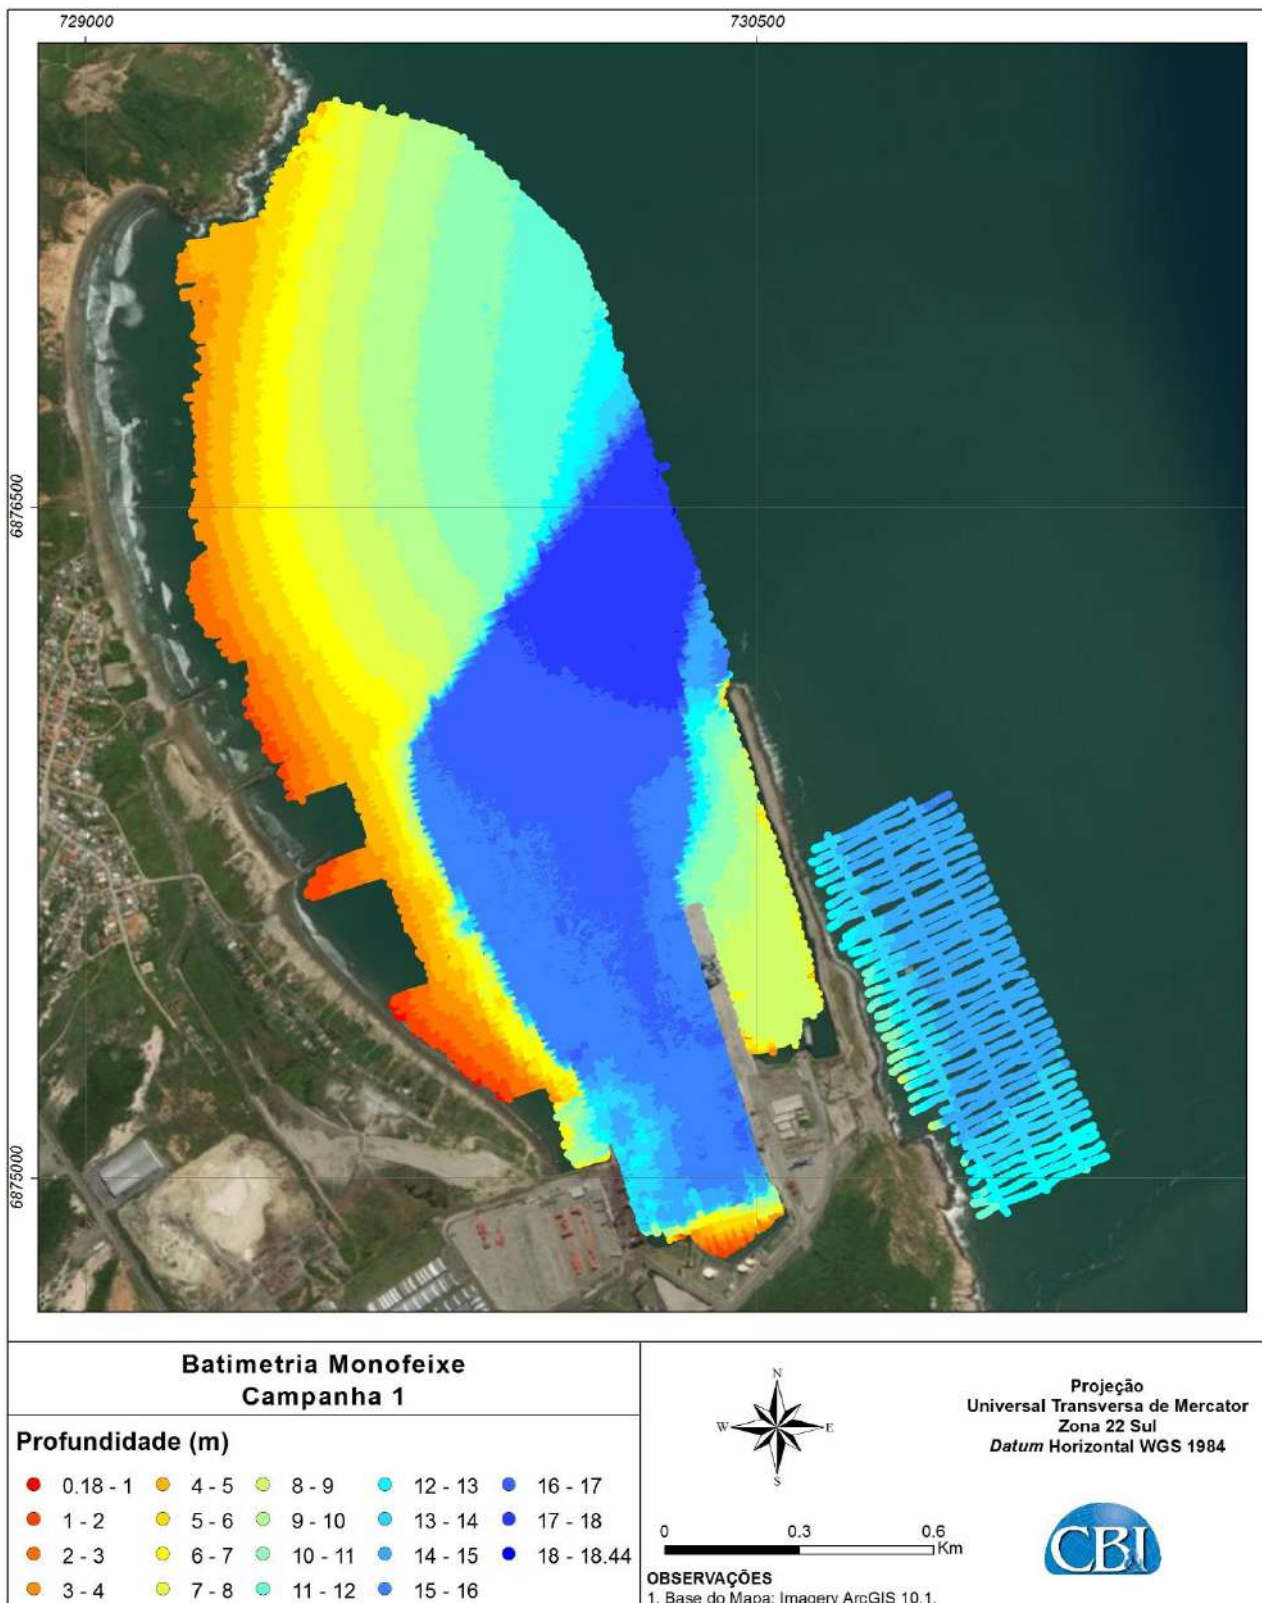 729000
730500
6876500
6875000
Batimetria Monofeixe
Campanha 1
Profundidade (m)
0.18 - 1
4 - 5
8 - 9
12 - 13
16 - 17
1 - 2
5 - 6
9 - 10
13 - 14
17 - 18
2 - 3
6 - 7
10 - 11
14 - 15
18 - 18.44
3 - 4
7 - 8
11 - 12
15 - 16
N
W
E
S
0
0.3
0.6
Km
Projeção
Universal Transversa de Mercator
Zona 22 Sul
Datum Horizontal WGS 1984
CB&I
OBSERVAÇÕES
1. Base do Mapa: Imagery ArcGIS 10.1.